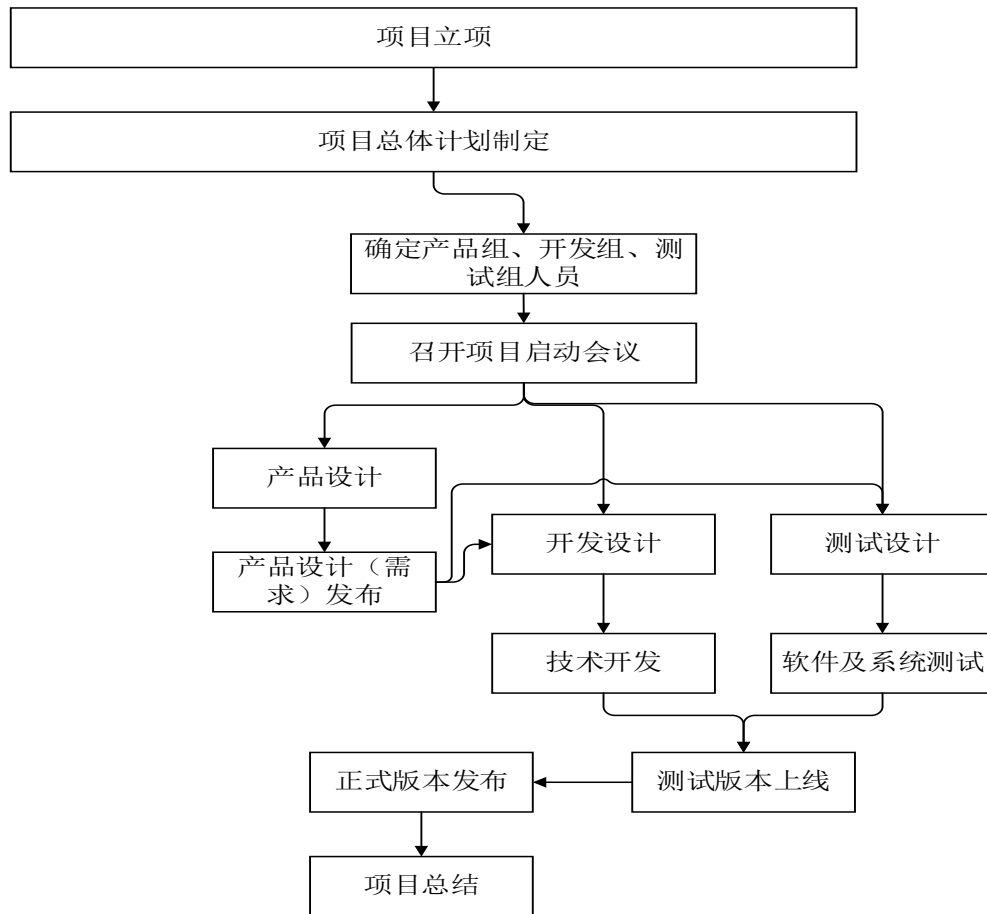 项目立项
项目总体计划制定
确定产品组、开发组、测
试组人员
召开项目启动会议
产品设计
产品设计（需
求）发布
开发设计
测试设计
技术开发
软件及系统测试
正式版本发布
测试版本上线
项目总结